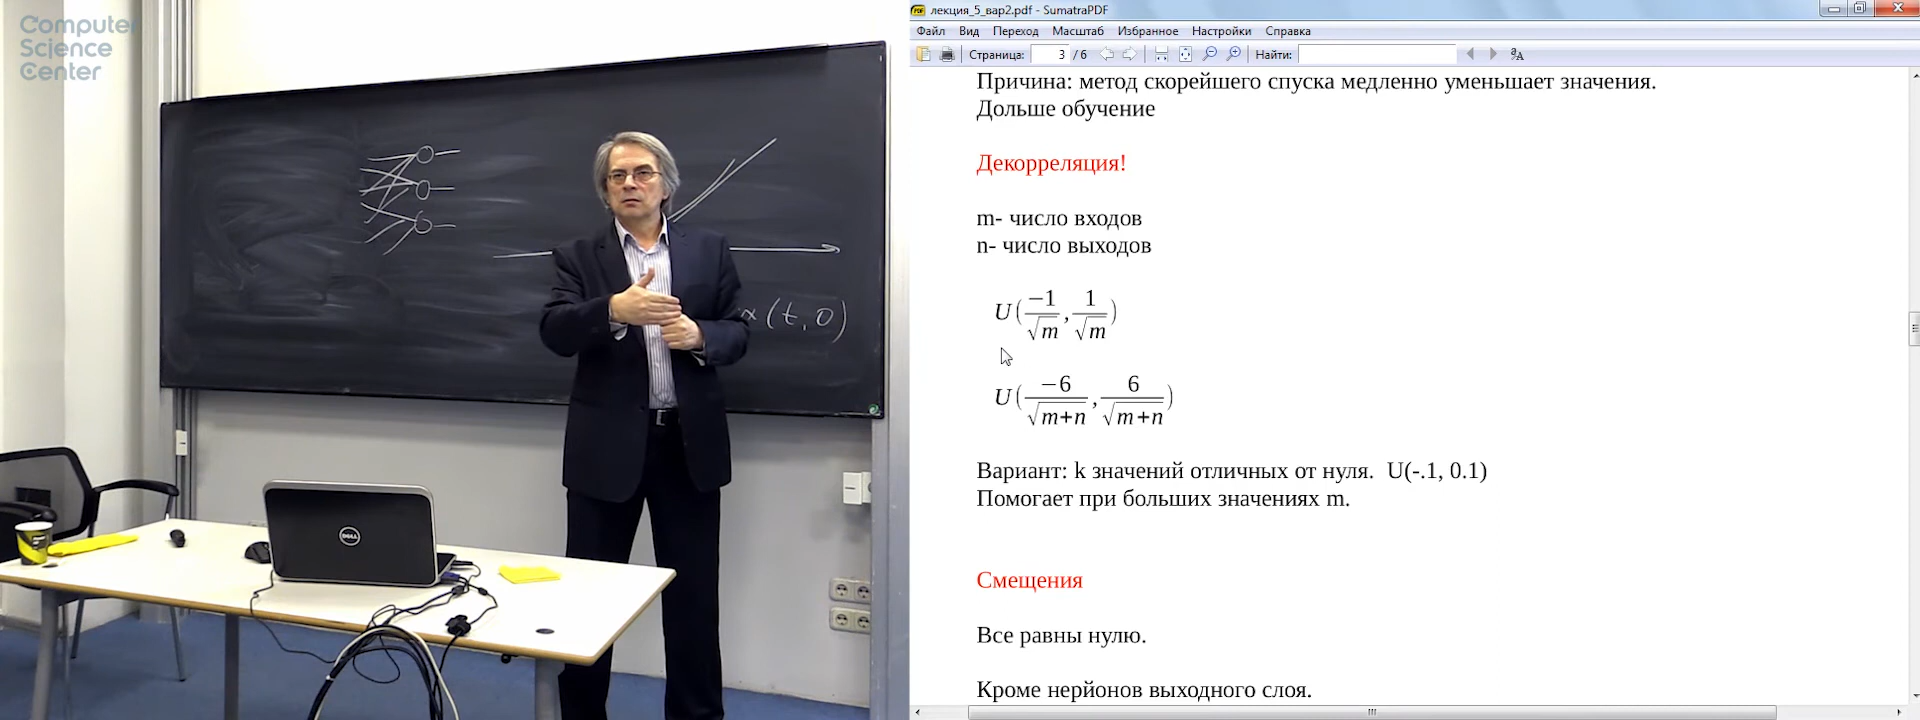 Computer
Science
Center
x(t,0)
DELL
лекция_5_вар2.pdf - SumatraPDF
Файл Вид Переход Масштаб Избранное Настройки Справка
Страница: 3 / 6 Найти:
Причина: метод скорейшего спуска медленно уменьшает значения.
Дольше обучение
Декорреляция!
m- число входов
n- число выходов
U(-1/√m, 1/√m)
U(-6/√m+n, 6/√m+n)
Вариант: k значений отличных от нуля. U(-.1, 0.1)
Помогает при больших значениях m.
Смещения
Все равны нулю.
Кроме нерйонов выходного слоя.